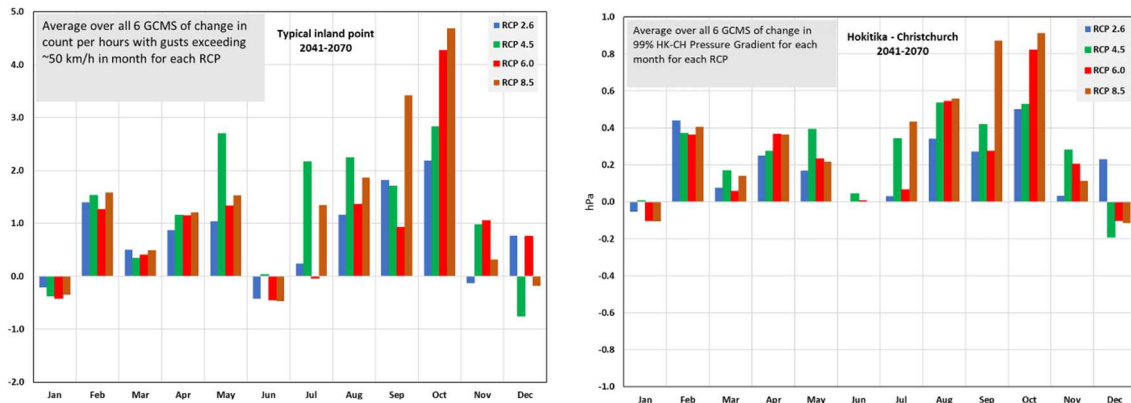 Average over all 6 GCMS of change in
count per hours with gusts exceeding
~50 km/h in month for each RCP
Typical inland point
2041-2070
RCP 2.6
RCP 4.5
RCP 6.0
RCP 8.5
5.0
4.0
3.0
2.0
1.0
0.0
-1.0
-2.0
Jan Feb Mar Apr May Jun Jul Aug Sep Oct Nov Dec
Average over all 6 GCMS of change in
99% HK-CH Pressure Gradient for each
month for each RCP
Hokitika - Christchurch
2041-2070
RCP 2.6
RCP 4.5
RCP 6.0
RCP 8.5
hPa
1.0
0.8
0.6
0.4
0.2
0.0
-0.2
-0.4
-0.6
-0.8
-1.0
Jan Feb Mar Apr May Jun Jul Aug Sep Oct Nov Dec